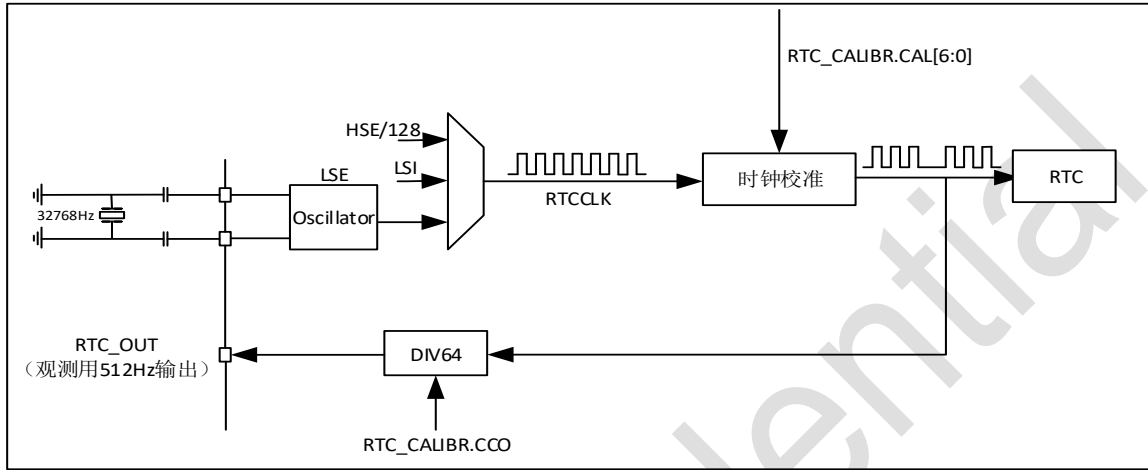 RTC_CALIBR.CAL[6:0]
HSE/128
LSI
LSE
Oscillator
32768Hz
RTCCLK
时钟校准
RTC
RTC_OUT
（观测用512Hz输出）
DIV64
RTC_CALIBR.CCO
dential